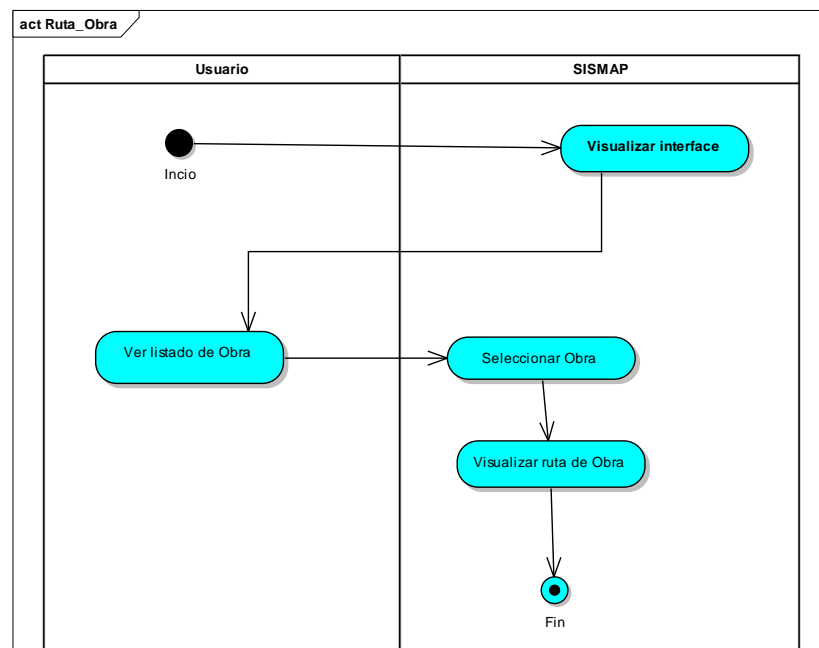 act Ruta_Obra
Usuario
SISMAP
Visualizar interface
Incio
Ver listado de Obra
Seleccionar Obra
Visualizar ruta de Obra
Fin